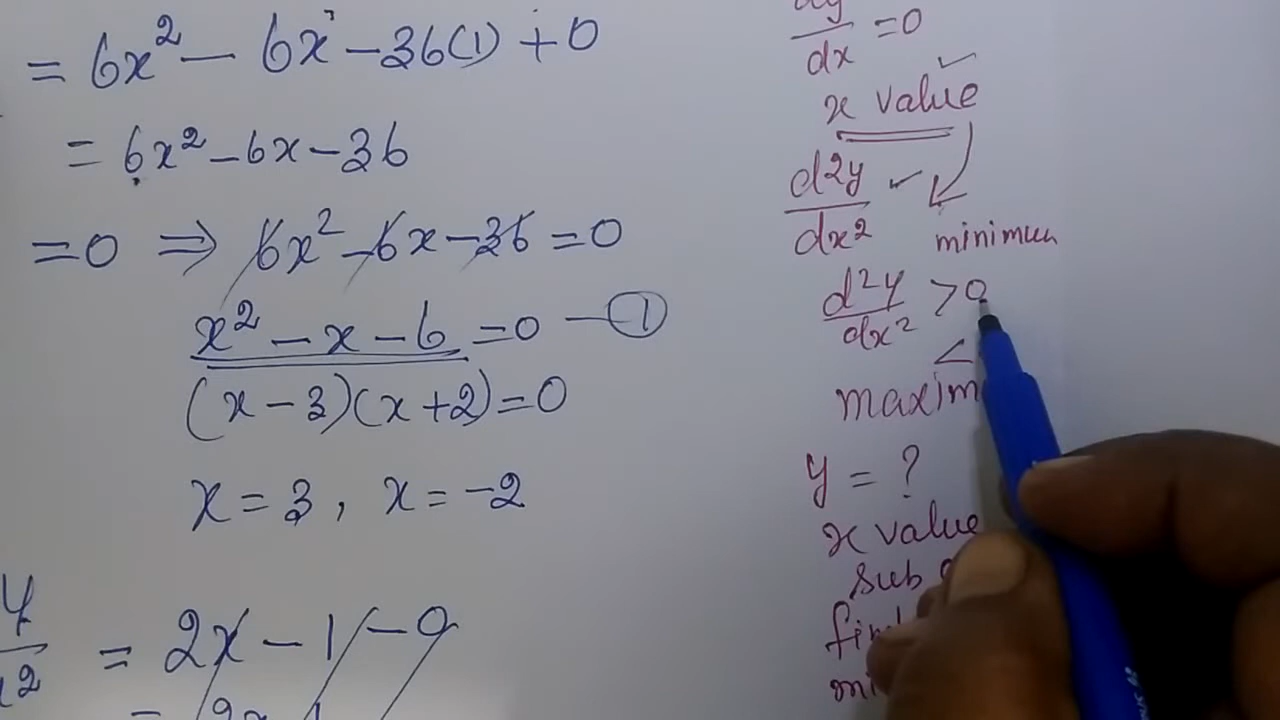 = 6x² - 6x - 36(1) + 0
= 6x² - 6x - 36
= 0 ⇒ 6x² - 6x - 36 = 0
x² - x - 6 = 0 — ①
(x - 3)(x + 2) = 0
x = 3 , x = -2
= 2x - 1 - 0
dy/dx = 0
x value ✓
d²y/dx² ✓
minimum
d²y/dx² > 0
<
y = ?
x value
sub